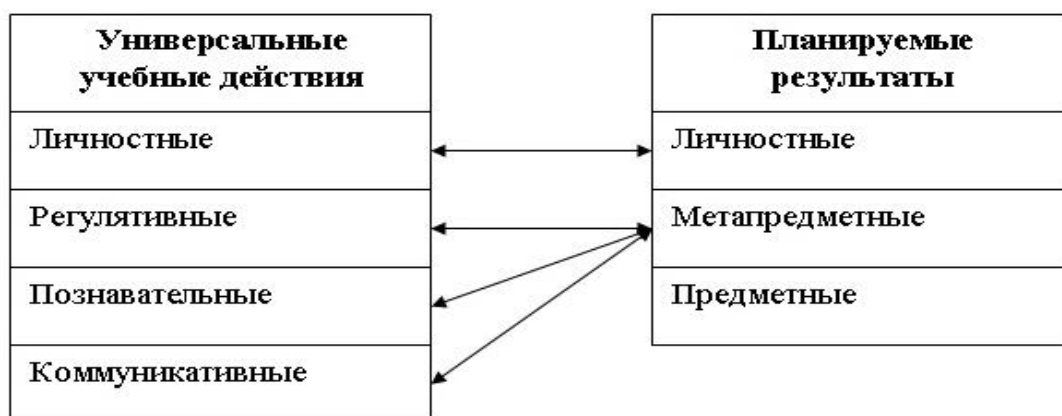 Универсальные
учебные действия
Личностные
Регулятивные
Познавательные
Коммуникативные
Планируемые
результаты
Личностные
Метапредметные
Предметные